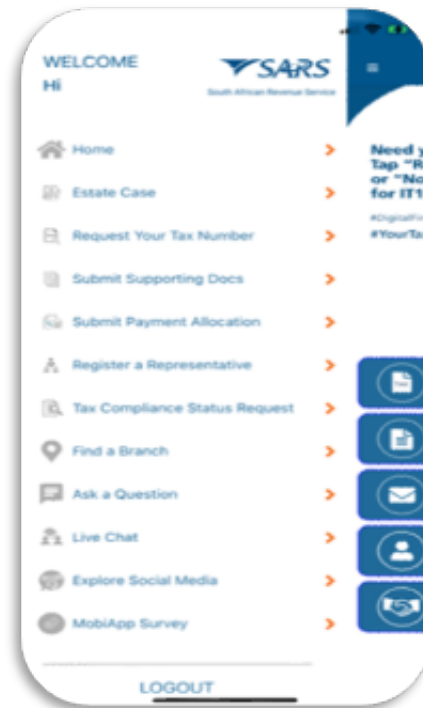 WELCOME
Hi
SARS
South African Revenue Service
Home
Estate Case
Request Your Tax Number
Submit Supporting Docs
Submit Payment Allocation
Register a Representative
Tax Compliance Status Request
Find a Branch
Ask a Question
Live Chat
Explore Social Media
MobiApp Survey
LOGOUT
Need
Tap "R
or "No
for IT1
#DigitalFi
#YourTa